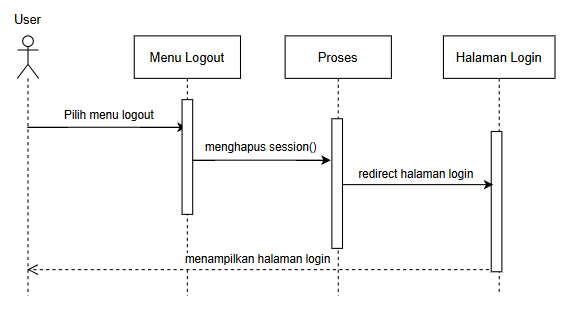 User
Menu Logout
Proses
Halaman Login
Pilih menu logout
menghapus session()
redirect halaman login
menampilkan halaman login